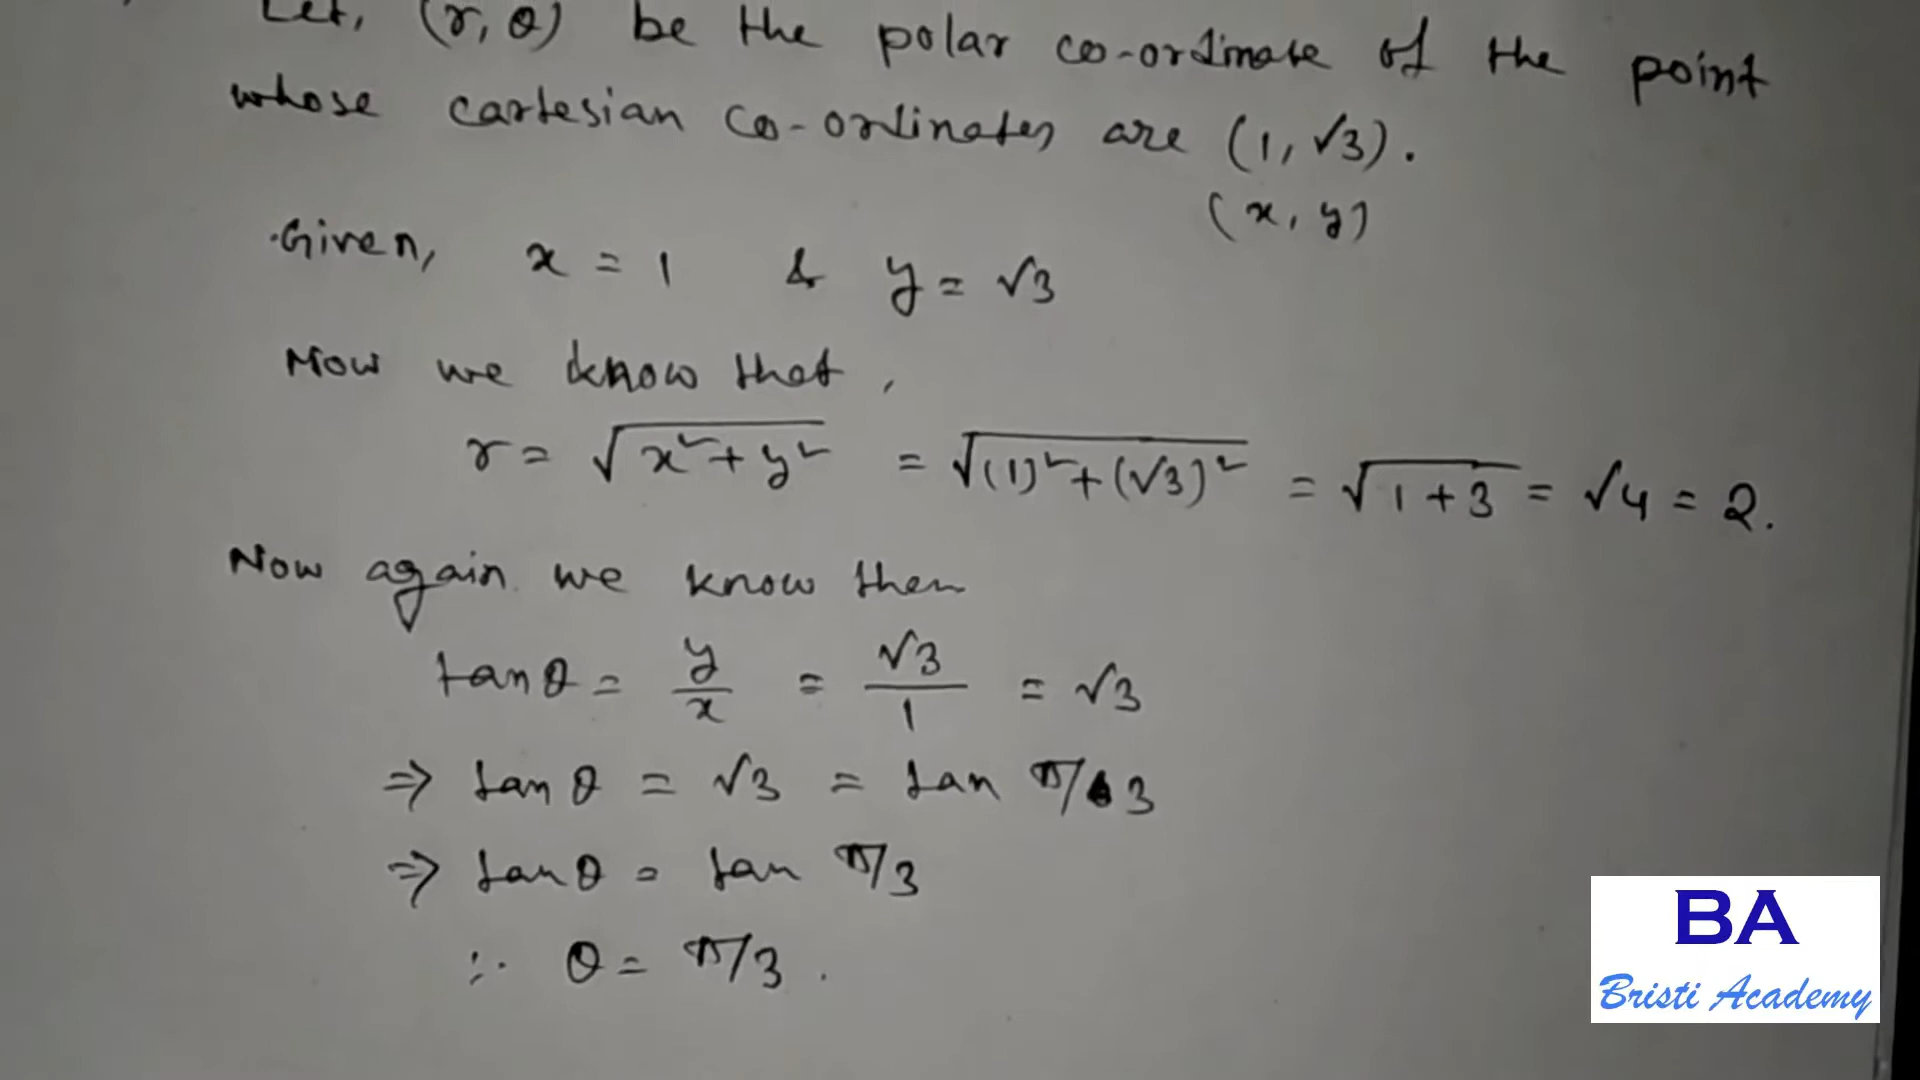 Let, (r, θ) be the polar co-ordinate of the point
whose cartesian co-ordinates are (1, √3).
(x, y)
Given, x = 1 & y = √3
Now we know that,
r = √(x² + y²) = √((1)² + (√3)²) = √(1 + 3) = √4 = 2.
Now again we know then
tan θ = y/x = √3/1 = √3
⇒ tan θ = √3 = tan π/3
⇒ tan θ = tan π/3
∴ θ = π/3.
BA
Bristi Academy